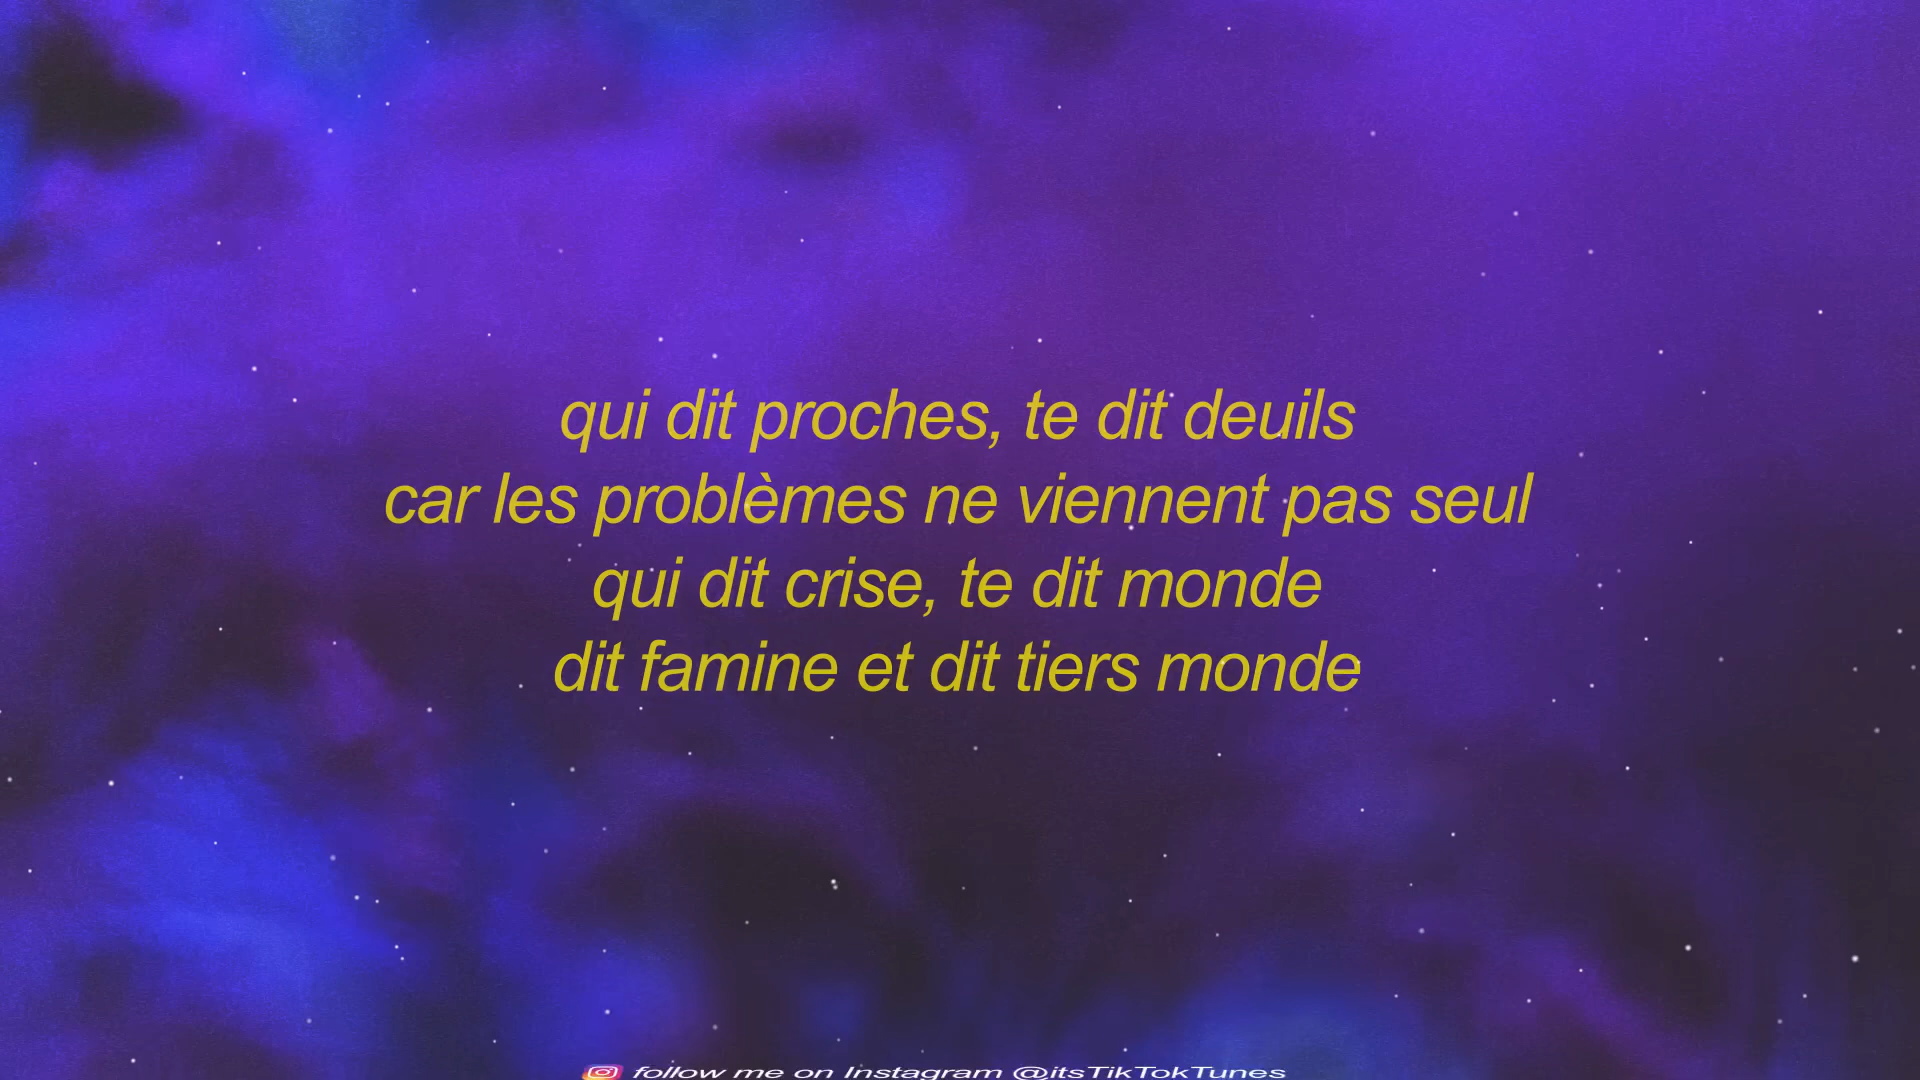 qui dit proches, te dit deuils
car les problèmes ne viennent pas seul
qui dit crise, te dit monde
dit famine et dit tiers monde
follow me on Instagram @itsTikTokTunes